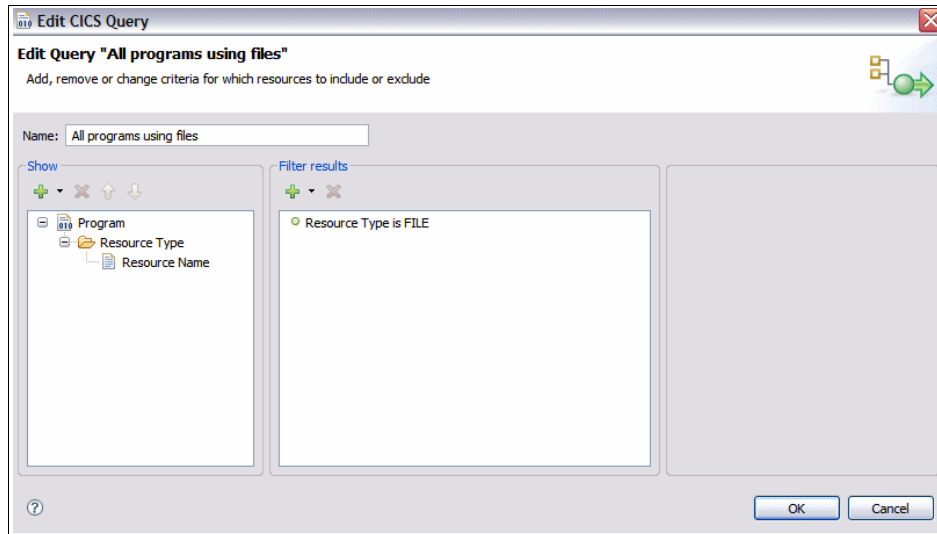 Edit CICS Query
Edit Query "All programs using files"
Add, remove or change criteria for which resources to include or exclude
Name: All programs using files
Show
Filter results
010 Program
Resource Type
Resource Name
Resource Type is FILE
OK
Cancel